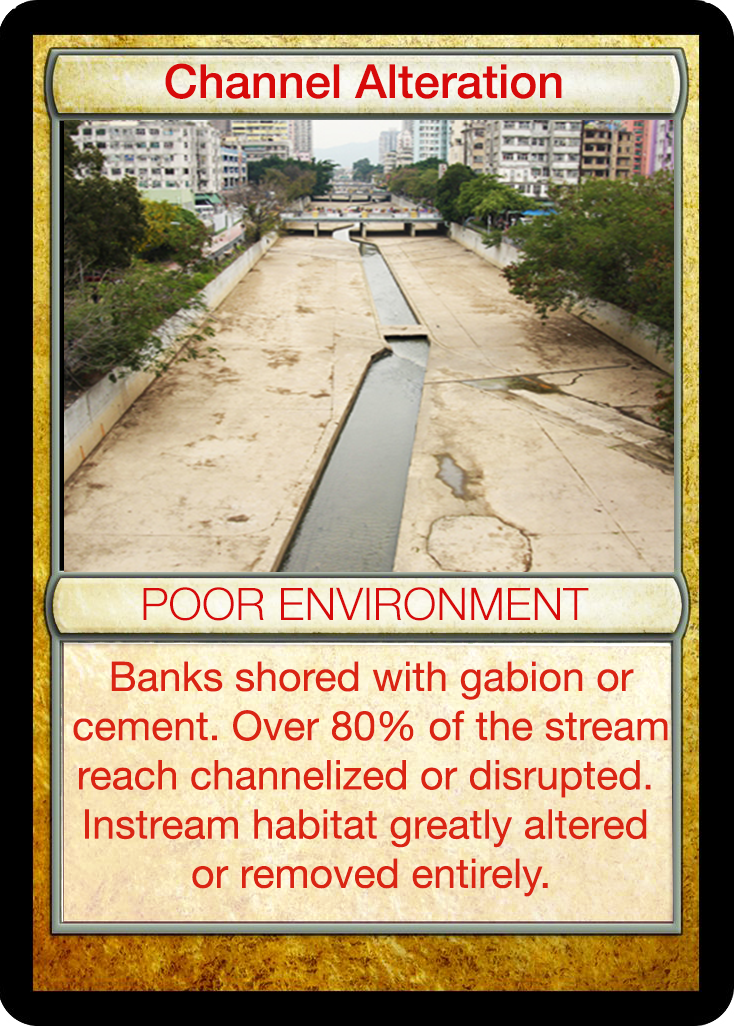 Channel Alteration
POOR ENVIRONMENT
Banks shored with gabion or
cement. Over 80% of the stream
reach channelized or disrupted.
Instream habitat greatly altered
or removed entirely.